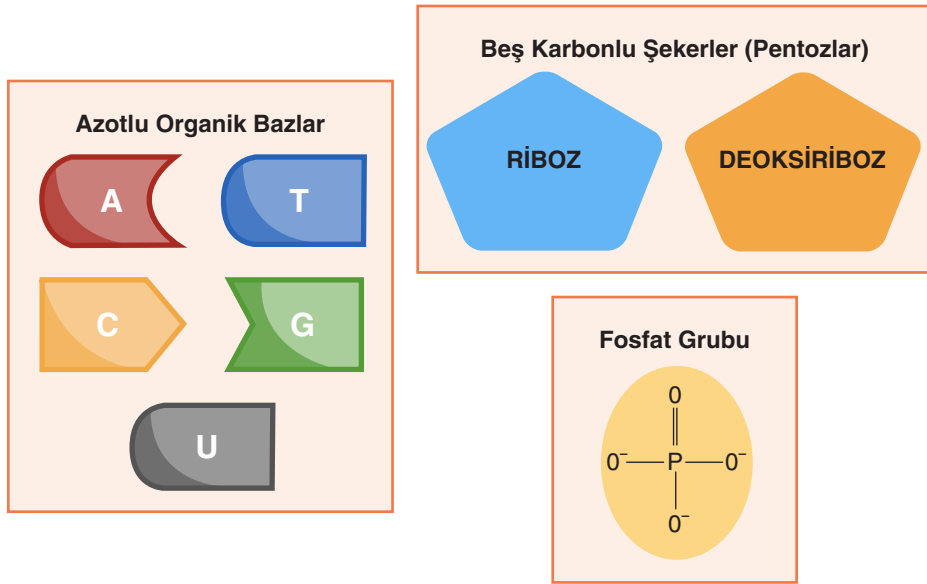 Beş Karbonlu Şekerler (Pentozlar)
RİBOZ
DEOKSİRİBOZ
Azotlu Organik Bazlar
A
T
C
G
U
Fosfat Grubu
0
0⁻ P 0⁻
0⁻